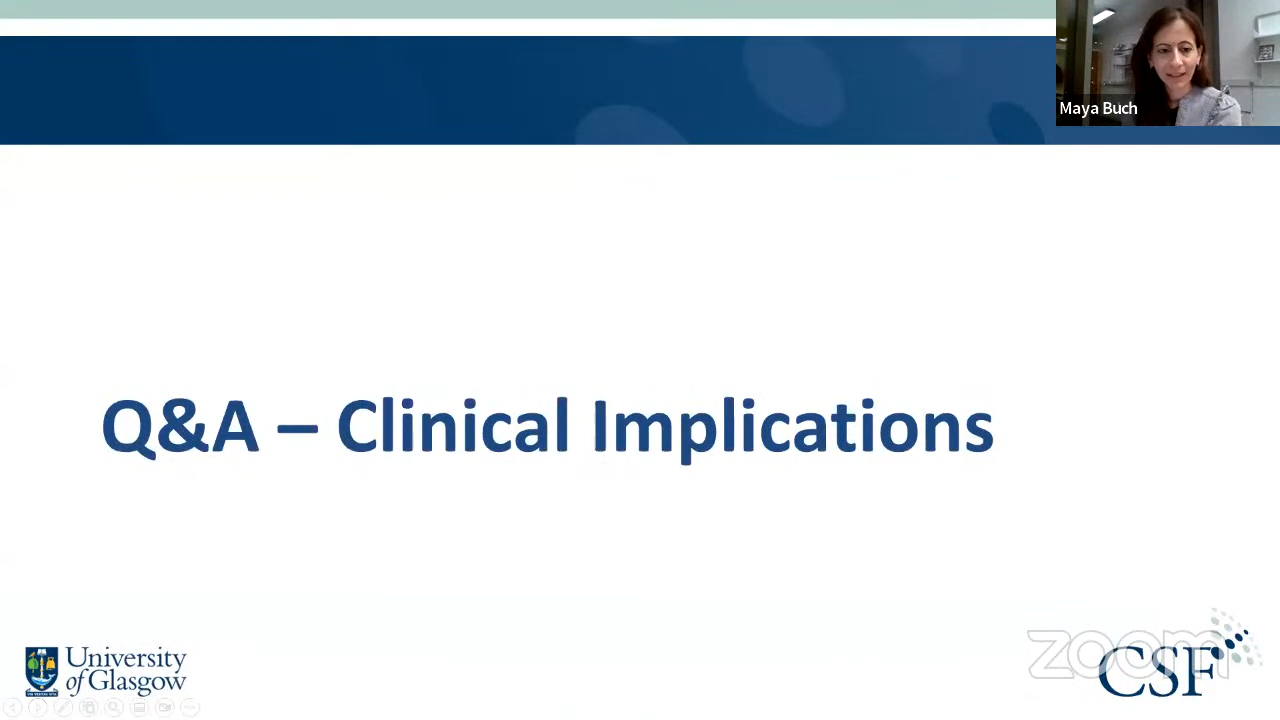 Maya Buch
Q&A – Clinical Implications
University
of Glasgow
zoom
CSF